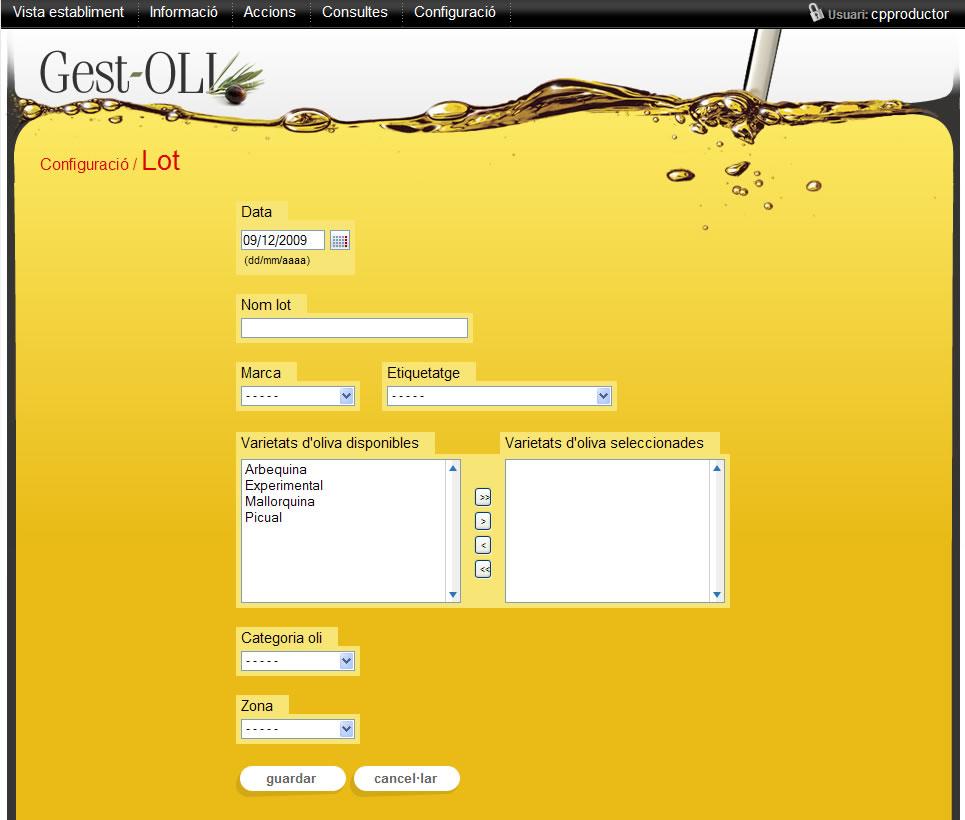 Vista establiment Informació Accions Consultes Configuració Usuari: cpproductor
Gest-OLI
Configuració / Lot
Data
09/12/2009
(dd/mm/aaaa)
Nom lot
Marca Etiquetatge
- - - - - - - - - -
Varietats d'oliva disponibles Varietats d'oliva seleccionades
Arbequina
Experimental
Mallorquina
Picual
>>
>
<
<<
Categoria oli
- - - - -
Zona
- - - - -
guardar cancel·lar